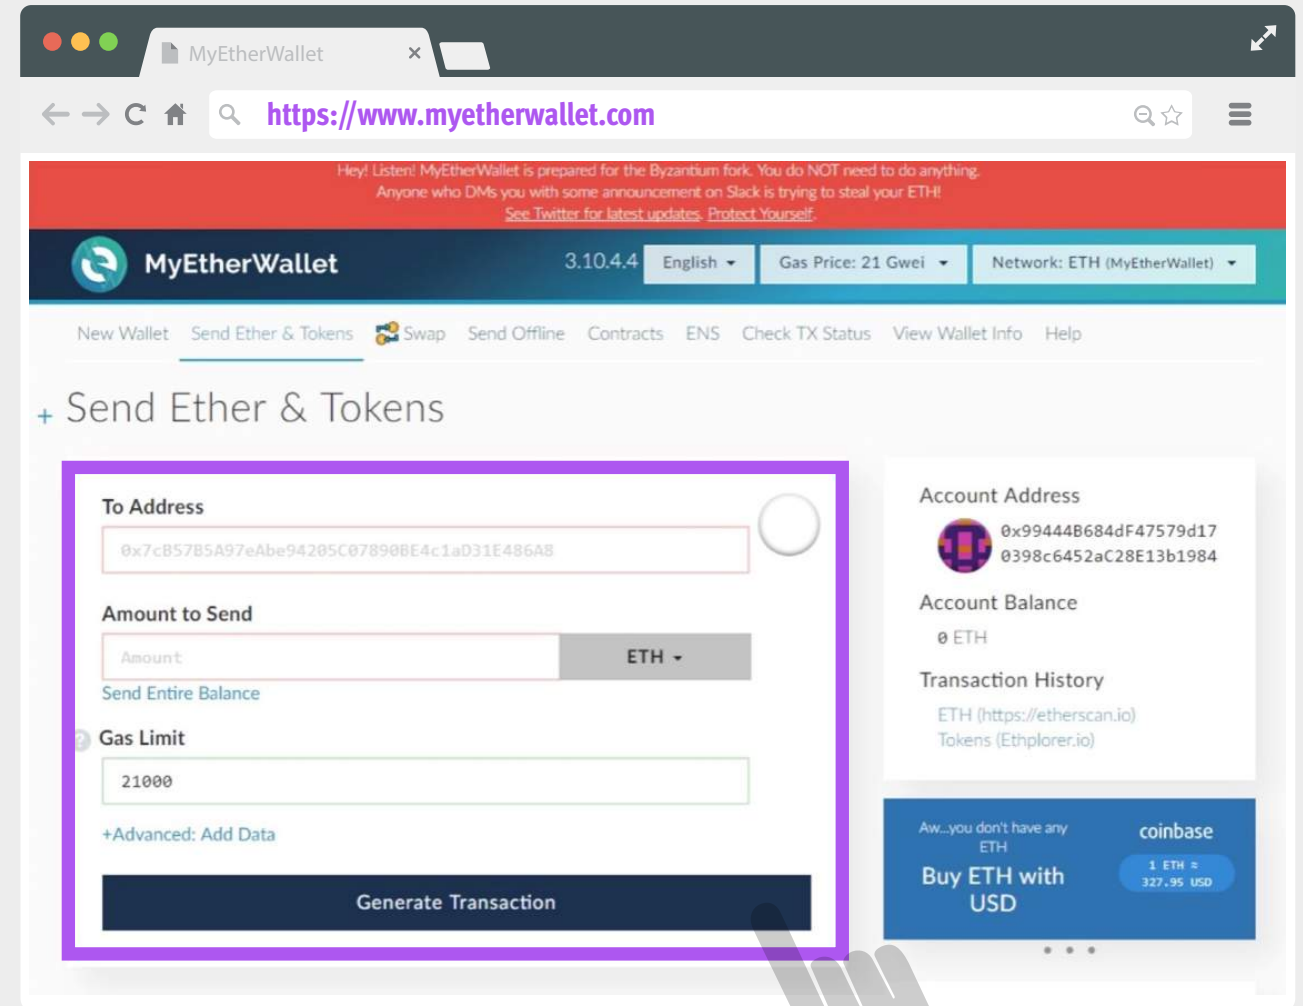 MyEtherWallet
https://www.myetherwallet.com
Hey! Listen! MyEtherWallet is prepared for the Byzantium fork. You do NOT need to do anything.
Anyone who DMs you with some announcement on Slack is trying to steal your ETH!
See Twitter for latest updates. Protect Yourself.
MyEtherWallet 3.10.4.4 English Gas Price: 21 Gwei Network: ETH (MyEtherWallet)
New Wallet Send Ether & Tokens Swap Send Offline Contracts ENS Check TX Status View Wallet Info Help
+ Send Ether & Tokens
To Address
0x7cB57B5A97eAbe94205C07890BE4c1aD31E486A8
Amount to Send
Amount ETH
Send Entire Balance
? Gas Limit
21000
+Advanced: Add Data
Generate Transaction
Account Address
0x99444B684dF47579d17
0398c6452aC28E13b1984
Account Balance
0 ETH
Transaction History
ETH (https://etherscan.io)
Tokens (Ethplorer.io)
Aw...you don't have any
ETH
Buy ETH with
USD
coinbase
1 ETH ≈
327.95 USD